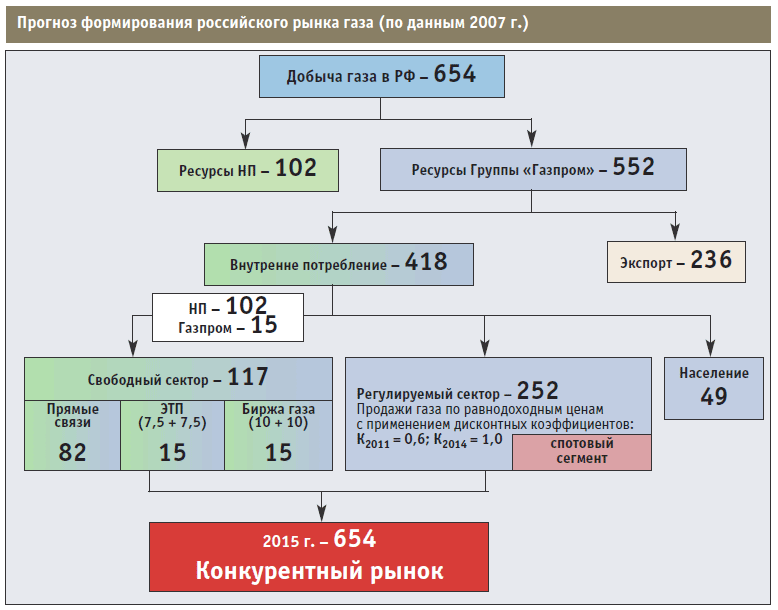 Прогноз формирования российского рынка газа (по данным 2007 г.)
Добыча газа в РФ – 654
Ресурсы НП – 102
Ресурсы Группы «Газпром» – 552
Внутренне потребление – 418
Экспорт – 236
НП – 102
Газпром – 15
Свободный сектор – 117
Прямые
связи
82
ЭТП
(7,5 + 7,5)
15
Биржа газа
(10 + 10)
15
Регулируемый сектор – 252
Продажи газа по равнодоходным ценам
с применением дисконтных коэффициентов:
К2011 = 0,6; К2014 = 1,0
спотовый
сегмент
Население
49
2015 г. – 654
Конкурентный рынок